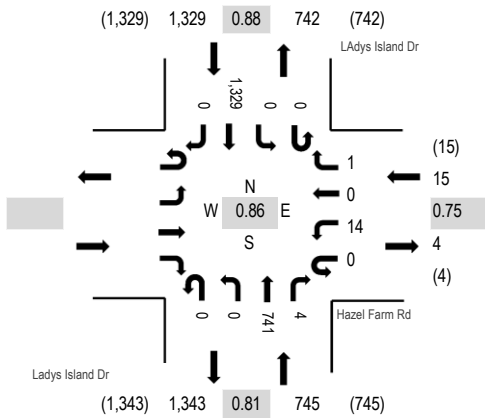 (1,329) 1,329 0.88 742 (742)
LAdys Island Dr
0 1,329 0 0
(15)
15
0.75
4
(4)
1
0
14
0
N
W 0.86 E
S
0 0 741 4
Hazel Farm Rd
Ladys Island Dr
(1,343) 1,343 0.81 745 (745)